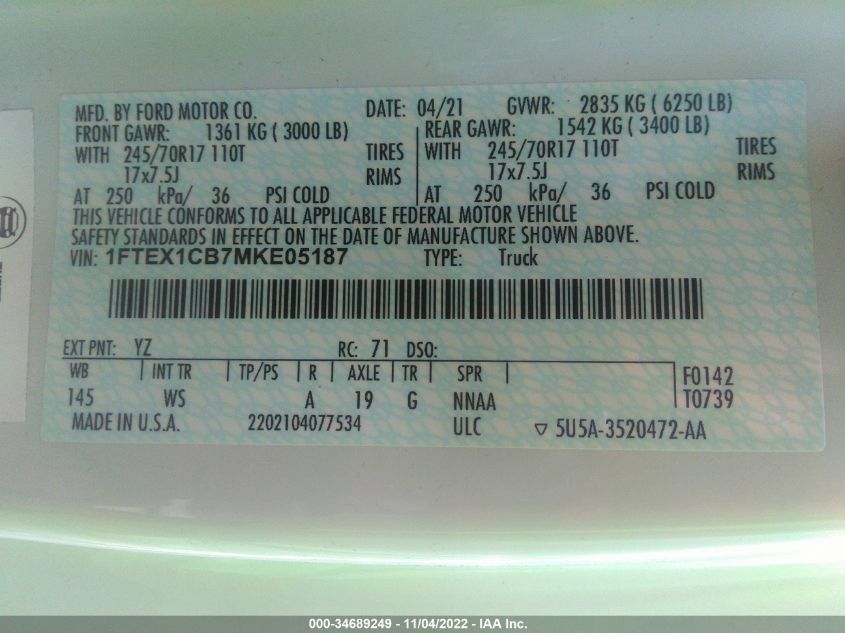 MFD. BY FORD MOTOR CO. DATE: 04/21 GVWR: 2835 KG ( 6250 LB)
FRONT GAWR: 1361 KG ( 3000 LB) REAR GAWR: 1542 KG ( 3400 LB)
WITH 245/70R17 110T TIRES WITH 245/70R17 110T TIRES
17x7.5J RIMS 17x7.5J RIMS
AT 250 kPa/ 36 PSI COLD AT 250 kPa/ 36 PSI COLD
THIS VEHICLE CONFORMS TO ALL APPLICABLE FEDERAL MOTOR VEHICLE
SAFETY STANDARDS IN EFFECT ON THE DATE OF MANUFACTURE SHOWN ABOVE.
VIN: 1FTEX1CB7MKE05187 TYPE: Truck
EXT PNT: YZ RC: 71 DSO:
WB INT TR TP/PS R AXLE TR SPR F0142
145 WS A 19 G NNAA T0739
MADE IN U.S.A. 2202104077534 ULC ▽ 5U5A-3520472-AA
000-34689249 - 11/04/2022 - IAA Inc.